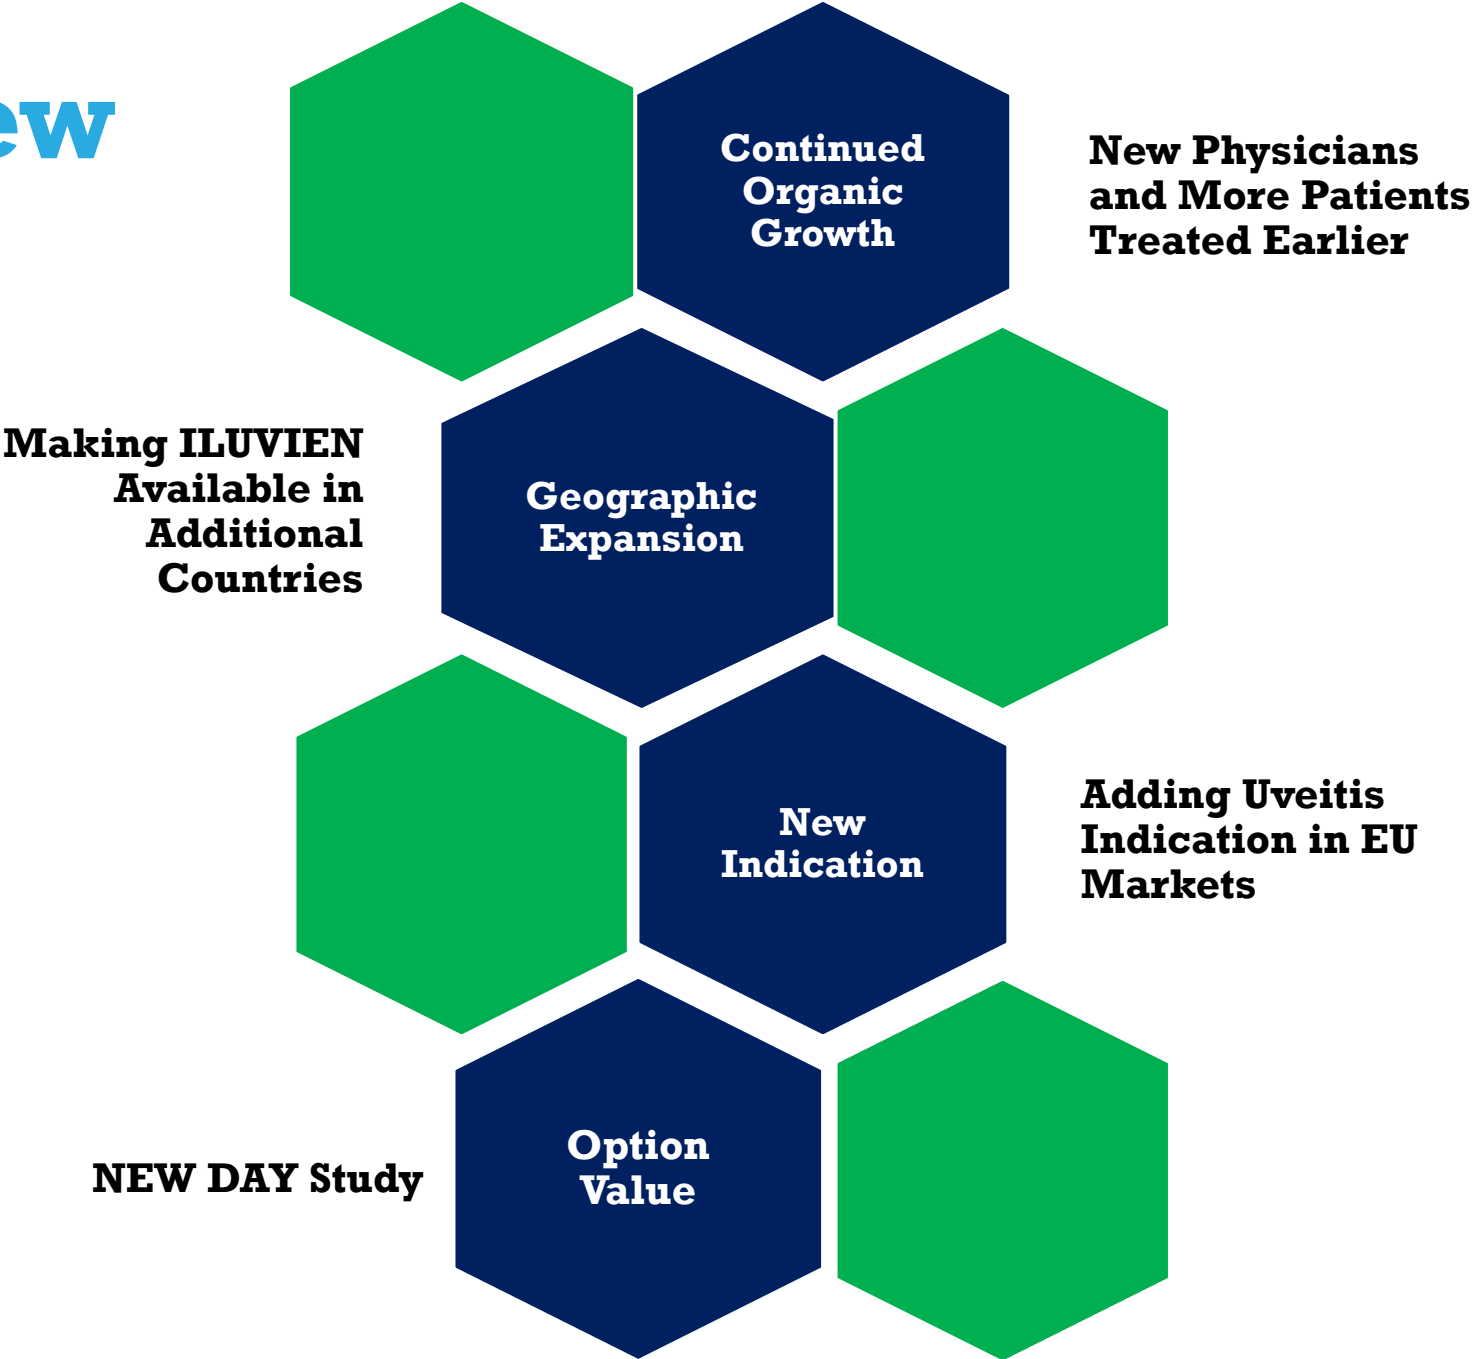 Continued
Organic
Growth
New Physicians
and More Patients
Treated Earlier
Making ILUVIEN
Available in
Additional
Countries
Geographic
Expansion
New
Indication
Adding Uveitis
Indication in EU
Markets
NEW DAY Study
Option
Value